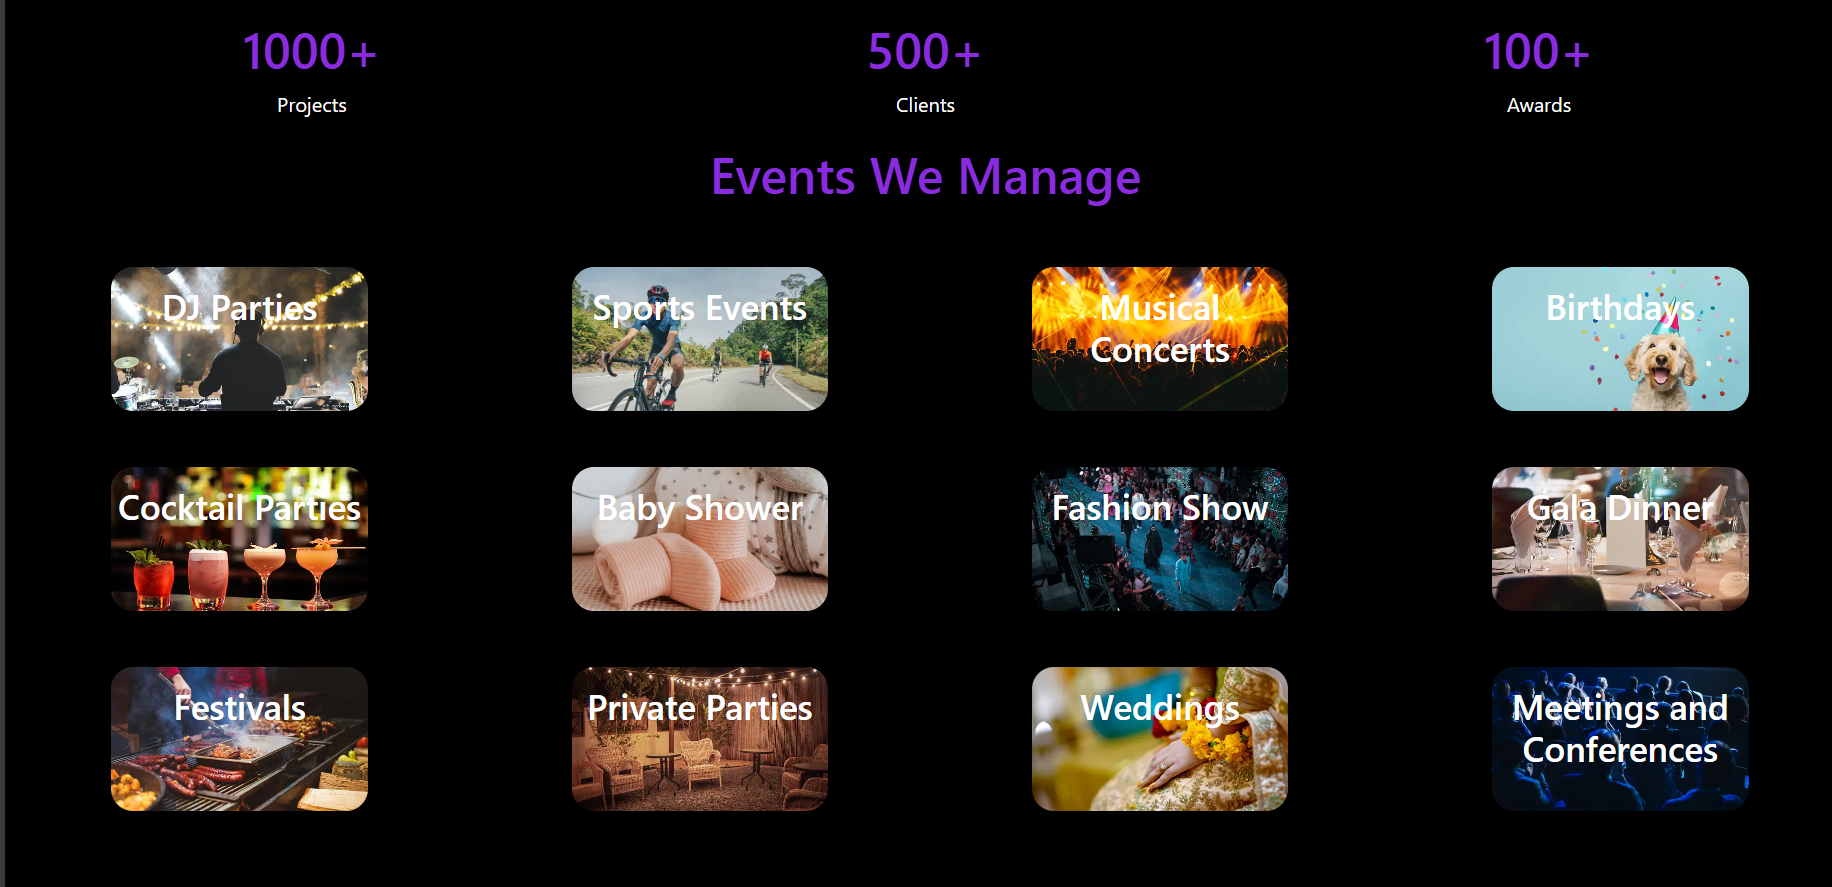 1000+
500+
100+
Projects
Clients
Awards
Events We Manage
DJ Parties
Sports Events
Musical
Concerts
Birthdays
Cocktail Parties
Baby Shower
Fashion Show
Gala Dinner
Festivals
Private Parties
Weddings
Meetings and
Conferences